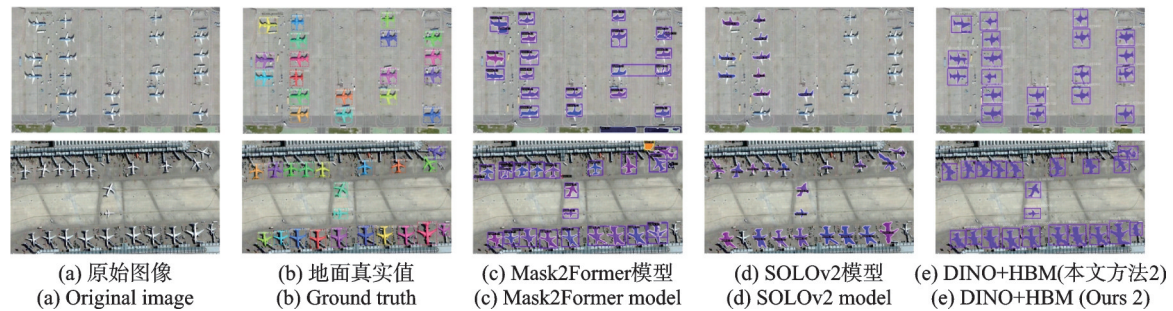 (a) 原始图像
(b) 地面真实值
(c) Mask2Former模型
(d) SOLOv2模型
(e) DINO+HBM(本文方法2)
(a) Original image
(b) Ground truth
(c) Mask2Former model
(d) SOLOv2 model
(e) DINO+HBM (Ours 2)